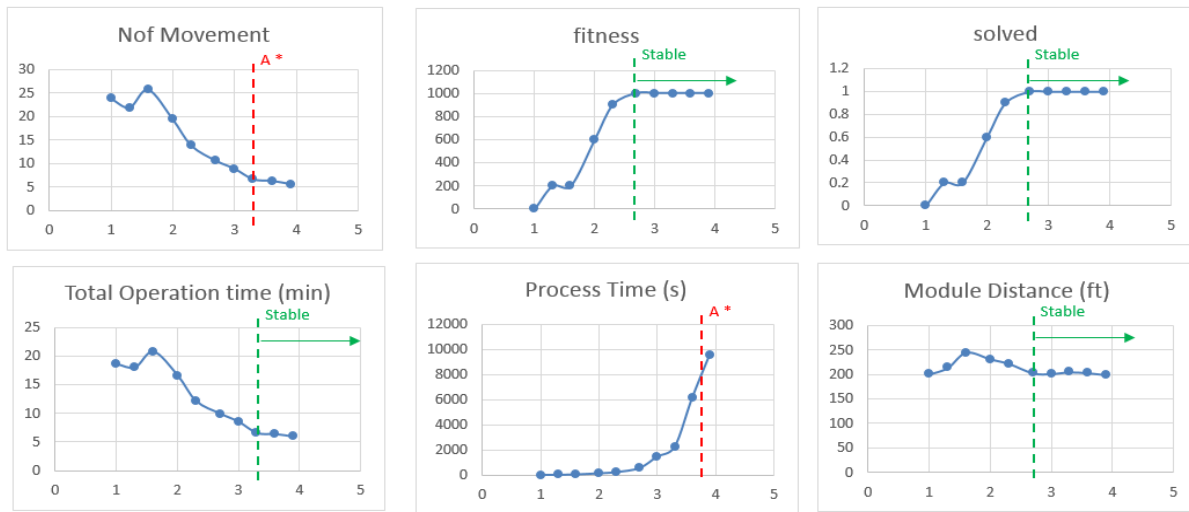 Nof Movement
A *
30
25
20
15
10
5
0
0 1 2 3 4 5
fitness
Stable
1200
1000
800
600
400
200
0
0 1 2 3 4 5
solved
Stable
1.2
1
0.8
0.6
0.4
0.2
0
0 1 2 3 4 5
Total Operation time (min)
Stable
25
20
15
10
5
0
0 1 2 3 4 5
Process Time (s)
A *
12000
10000
8000
6000
4000
2000
0
0 1 2 3 4 5
Module Distance (ft)
Stable
300
250
200
150
100
50
0
0 1 2 3 4 5